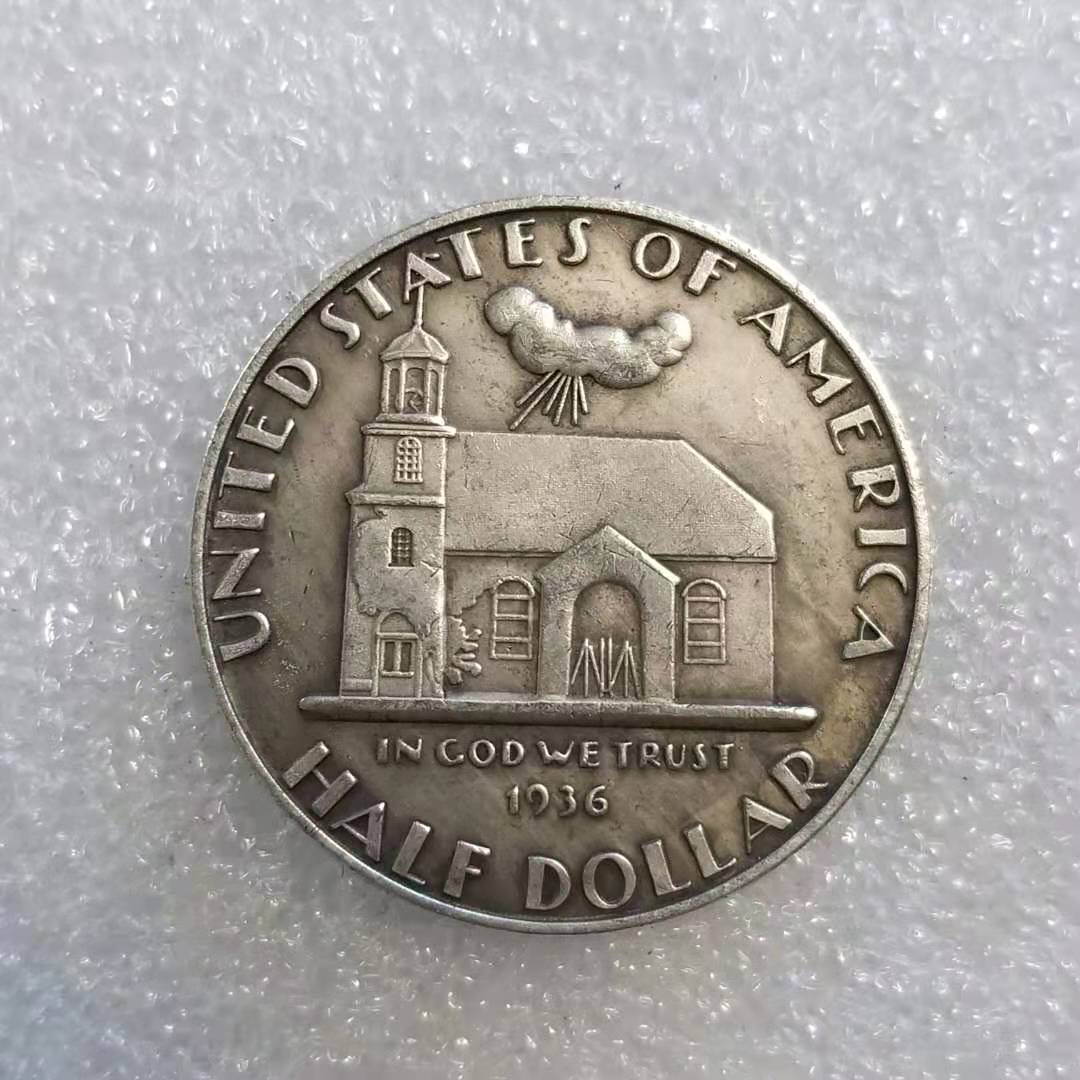 UNITED STATES OF AMERICA
IN GOD WE TRUST
1936
HALF DOLLAR